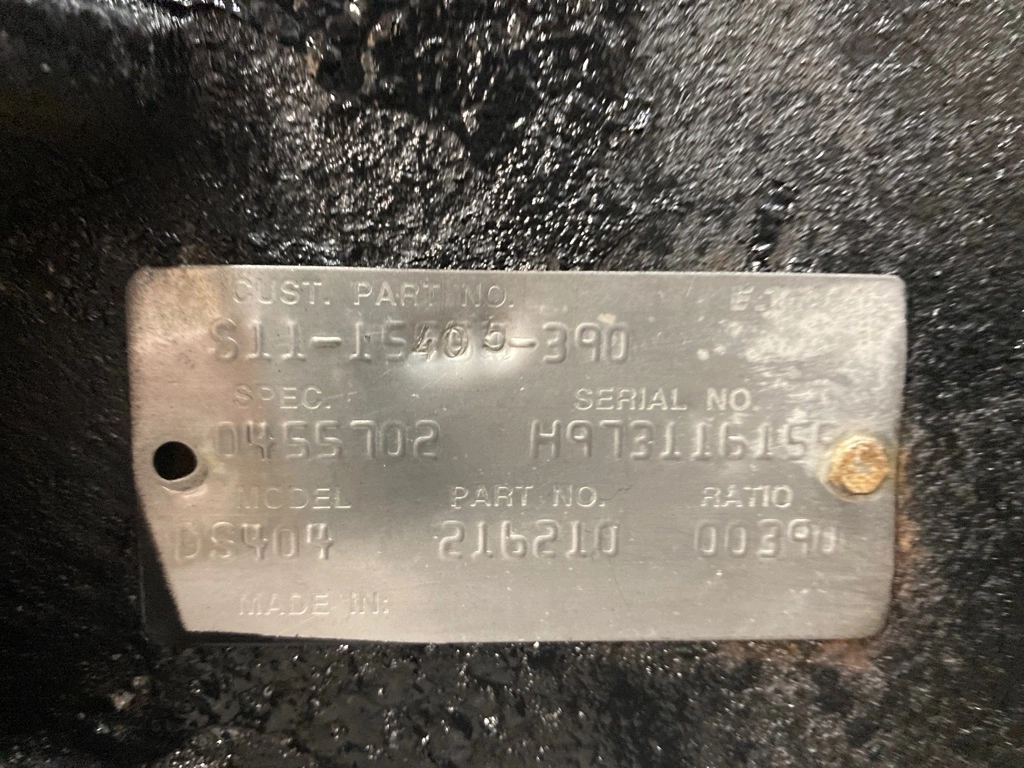 CUST. PART NO.
S11-15405-390
SPEC. SERIAL NO.
0455702
MODEL PART NO. RATIO
DS404 216210 00390
MADE IN: